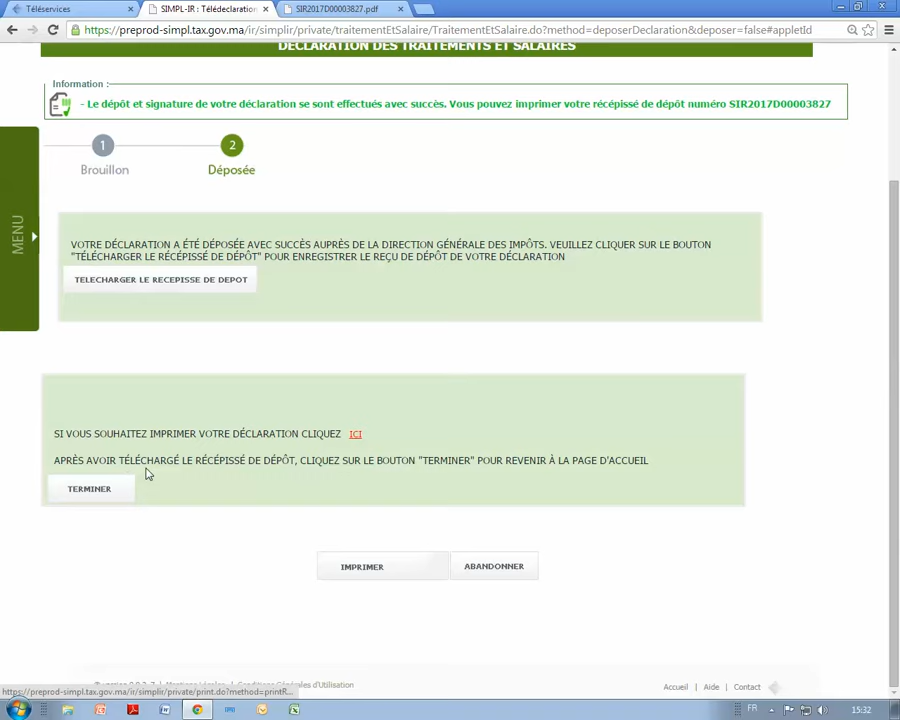 Téléservices
SIMPL-IR : Télédeclaration
SIR2017D00003827.pdf
https://preprod-simpl.tax.gov.ma/ir/simplir/private/traitementEtSalaire/TraitementEtSalaire.do?method=deposerDeclaration&deposer=false#appletId
DÉCLARATION DES TRAITEMENTS ET SALAIRES
Information :
- Le dépôt et signature de votre déclaration se sont effectués avec succès. Vous pouvez imprimer votre récépissé de dépôt numéro SIR2017D00003827
1
2
Brouillon
Déposée
MENU
VOTRE DÉCLARATION A ÉTÉ DÉPOSÉE AVEC SUCCÈS AUPRÈS DE LA DIRECTION GÉNÉRALE DES IMPÔTS. VEUILLEZ CLIQUER SUR LE BOUTON
"TÉLÉCHARGER LE RÉCÉPISSÉ DE DÉPÔT" POUR ENREGISTRER LE REÇU DE DÉPÔT DE VOTRE DÉCLARATION
TELECHARGER LE RECEPISSE DE DEPOT
SI VOUS SOUHAITEZ IMPRIMER VOTRE DÉCLARATION CLIQUEZ ICI
APRÈS AVOIR TÉLÉCHARGÉ LE RÉCÉPISSÉ DE DÉPÔT, CLIQUEZ SUR LE BOUTON "TERMINER" POUR REVENIR À LA PAGE D'ACCUEIL
TERMINER
IMPRIMER
ABANDONNER
Mentions Légales | Conditions Générales d'Utilisation
Accueil | Aide | Contact
https://preprod-simpl.tax.gov.ma/ir/simplir/private/print.do?method=printR...
FR
15:32